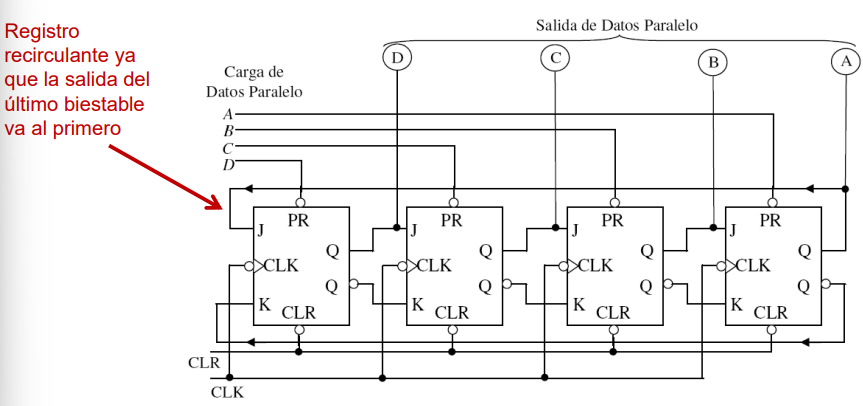 Registro
recirculante ya
que la salida del
último biestable
va al primero
Salida de Datos Paralelo
D
C
B
A
Carga de
Datos Paralelo
A
B
C
D
PR
PR
PR
PR
J
J
J
J
Q
Q
Q
Q
CLK
CLK
CLK
CLK
Q
Q
Q
Q
K
K
K
K
CLR
CLR
CLR
CLR
CLR
CLK